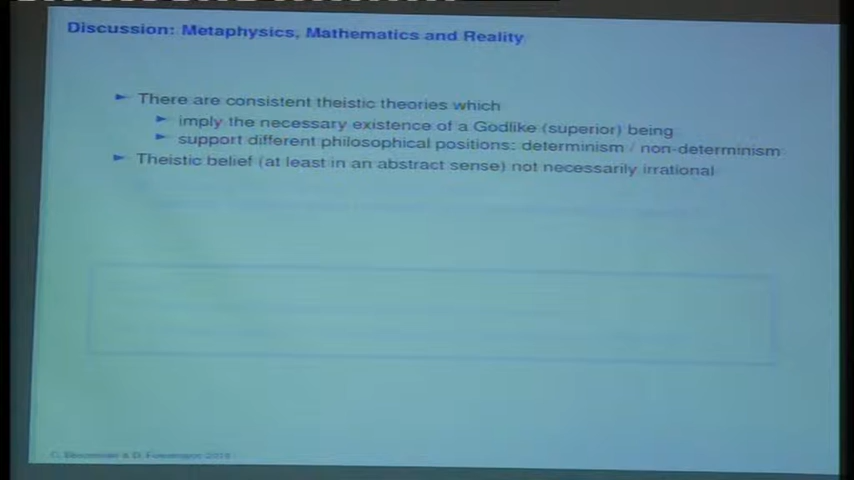 Discussion: Metaphysics, Mathematics and Reality
► There are consistent theistic theories which
► imply the necessary existence of a Godlike (superior) being
► support different philosophical positions: determinism / non-determinism
► Theistic belief (at least in an abstract sense) not necessarily irrational